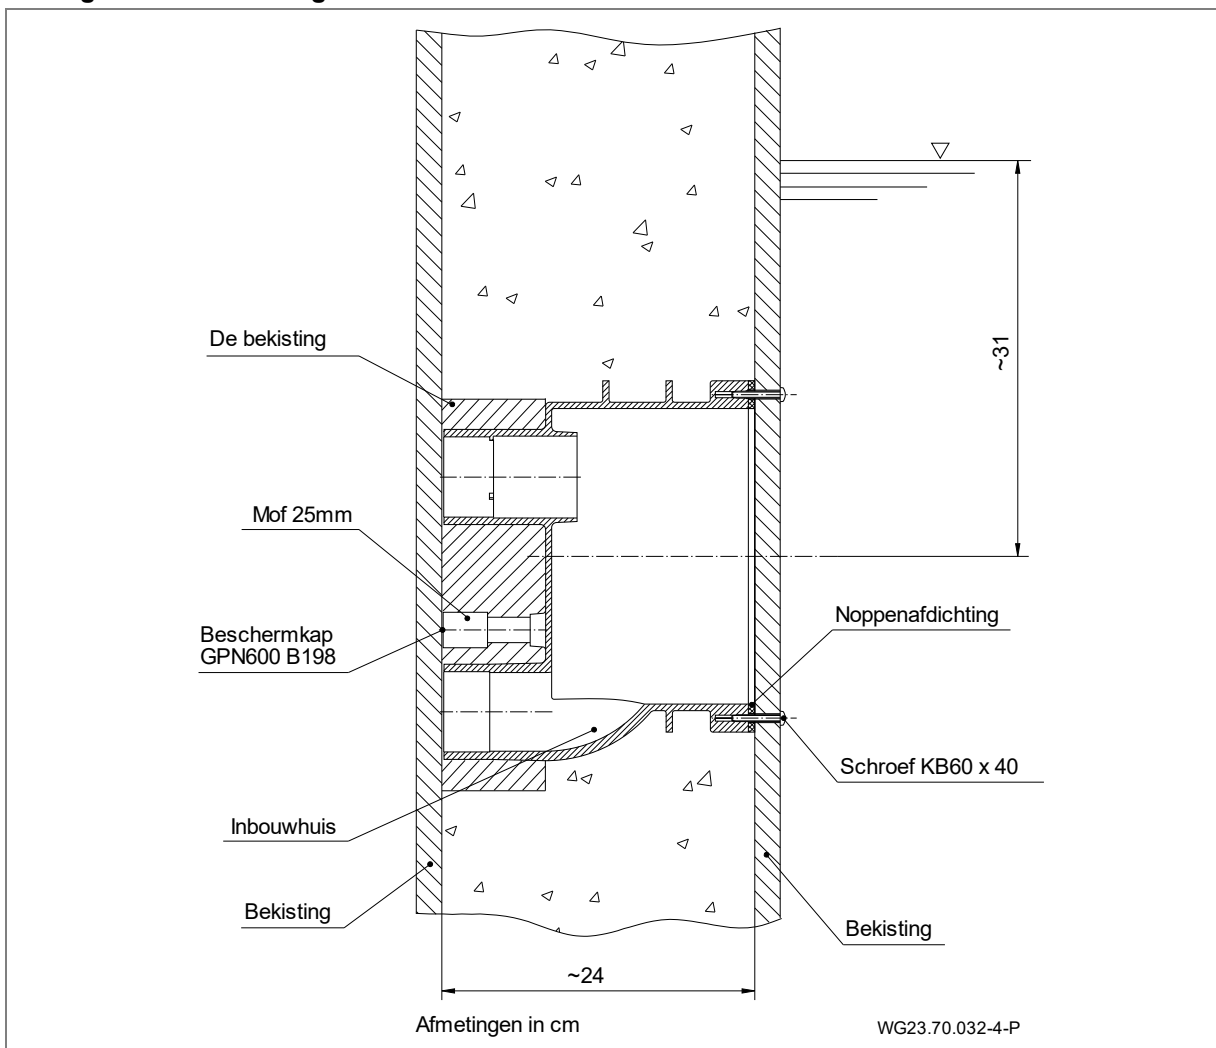 ~31
De bekisting
Mof 25mm
Noppenafdichting
Beschermkap
GPN600 B198
Schroef KB60 x 40
Inbouwhuis
Bekisting
Bekisting
~24
Afmetingen in cm
WG23.70.032-4-P